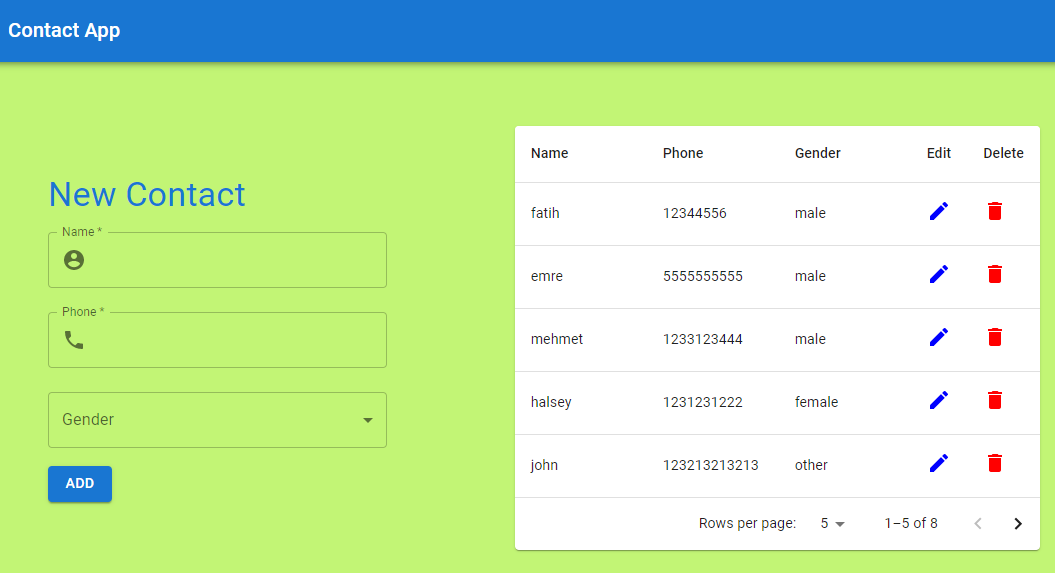 Contact App
New Contact
Name *
Phone *
Gender
ADD
Name Phone Gender Edit Delete
fatih 12344556 male
emre 5555555555 male
mehmet 1233123444 male
halsey 1231231222 female
john 123213213213 other
Rows per page: 5 1–5 of 8